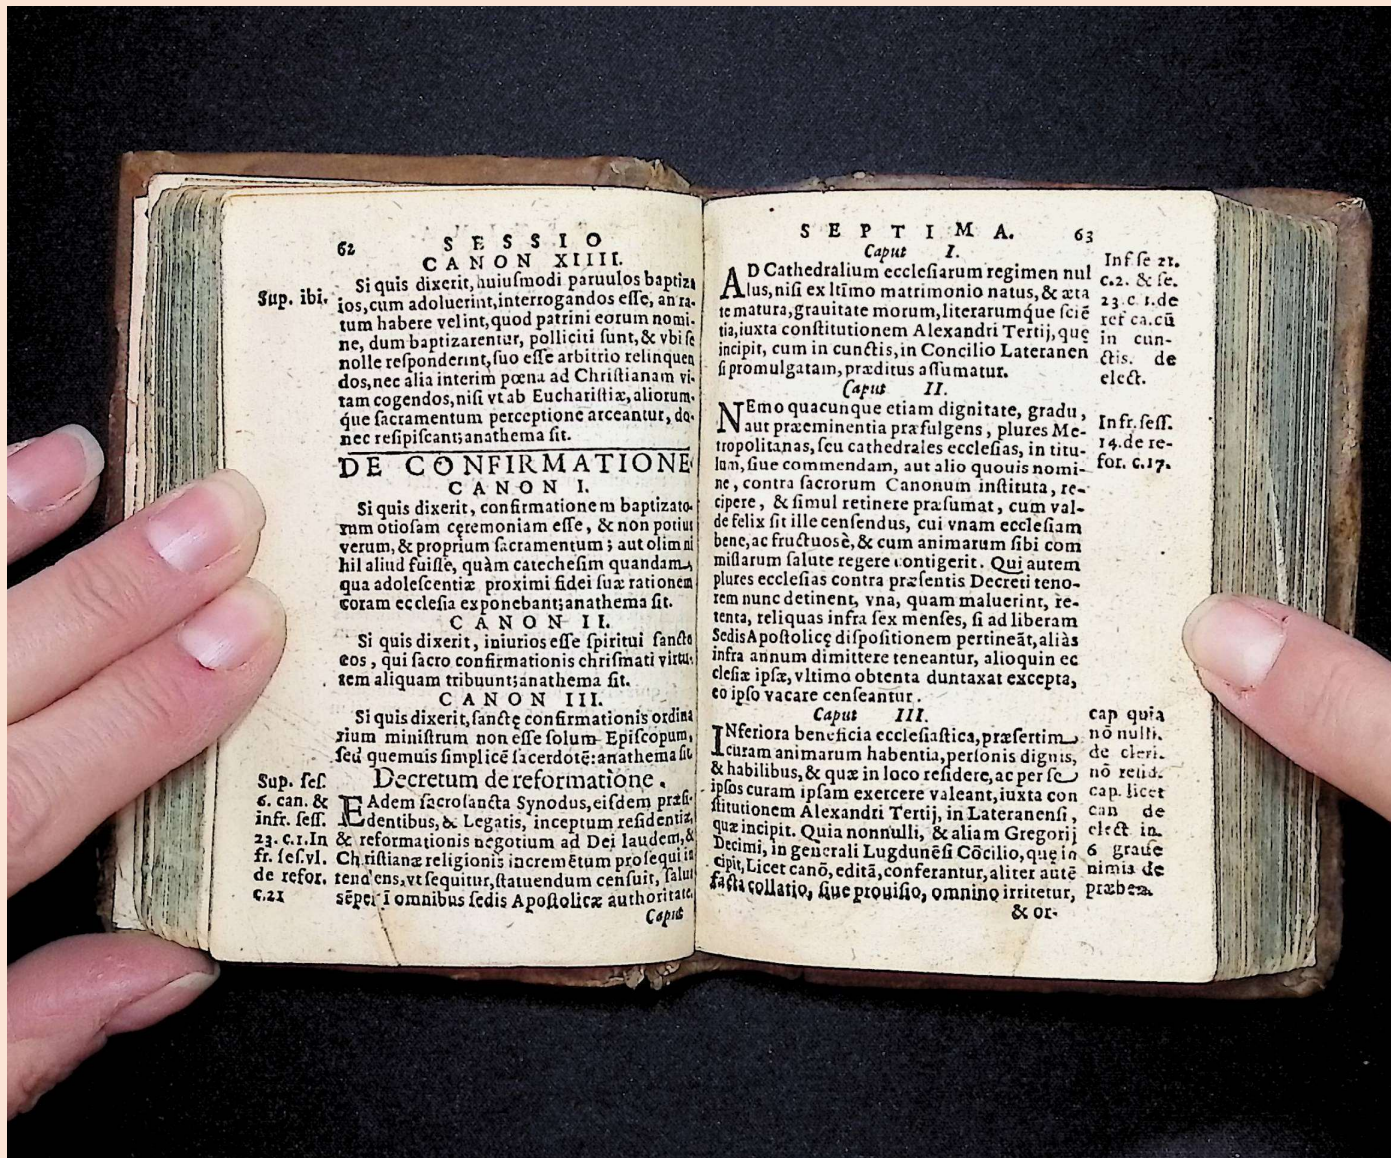 62 SESSIO
CANON XIIII.
Si quis dixerit, huiusmodi paruulos baptiza
Sup. ibi. tos, cum adoluerint, interrogandos esse, an ra-
tum habere velint, quod patrini eorum nomi-
ne, dum baptizarentur, polliciti sunt, & vbi se
nolle responderint, suo esse arbitrio relinquen
dos, nec alia interim pœna ad Christianam vi-
tam cogendos, nisi vt ab Eucharistiæ, aliorum-
q́ue sacramentum perceptione arceantur, do-
nec resipiscant; anathema sit.
DE CONFIRMATIONE
CANON I.
Si quis dixerit, confirmationem baptizato-
rum otiosam cęremoniam esse, & non potius
verum, & proprium sacramentum; aut olim ni
hil aliud fuisse, quàm catechesim quandam,
qua adolescentiæ proximi fidei suæ rationem
coram ecclesia exponebant; anathema sit.
CANON II.
Si quis dixerit, iniurios esse spiritui sancto
eos, qui sacro confirmationis chrismati virtu-
tem aliquam tribuunt; anathema sit.
CANON III.
Si quis dixerit, sanctę confirmationis ordina
rium ministrum non esse solum Episcopum,
sed quemuis simplicē sacerdotē: anathema sit
Decretum de reformatione.
Sup. ses.
6. can. &
infr. sess.
23. c. 1. In
fr. ses. vl.
de refor.
c. 21
EAdem sacrosancta Synodus, eisdem præsi-
dentibus, & Legatis, inceptum residentiæ,
& reformationis negotium ad Dei laudem, &
Christianæ religionis incremētum prosequi in
tendens, vt sequitur, statuendum censuit, salua
sēper ī omnibus sedis Apostolicæ authoritate.
Caput
SEPTIMA. 63
Caput I.
AD Cathedralium ecclesiarum regimen nul
lus, nisi ex ltīmo matrimonio natus, & æta
te matura, grauitate morum, literarumq́ue sciē
tia, iuxta constitutionem Alexandri Tertij, quę
incipit, cum in cunctis, in Concilio Lateranen
si promulgatam, præditus assumatur.
Inf se 21.
c. 2. & se.
23. c. 1. de
ref ca. cū
in cun-
ctis. de
elect.
Caput II.
NEmo quacunque etiam dignitate, gradu,
aut præeminentia præfulgens, plures Me-
tropolitanas, seu cathedrales ecclesias, in titu-
lum, siue commendam, aut alio quouis nomi-
ne, contra sacrorum Canonum instituta, re-
cipere, & simul retinere præsumat, cum val-
de felix sit ille censendus, cui vnam ecclesiam
bene, ac fructuosè, & cum animarum sibi com
missarum salute regere contigerit. Qui autem
plures ecclesias contra præsentis Decreti teno-
rem nunc detinent, vna, quam maluerint, re-
tenta, reliquas infra sex menses, si ad liberam
Sedis Apostolicę dispositionem pertineāt, aliàs
infra annum dimittere teneantur, alioquin ec
clesiæ ipsæ, vltimo obtenta duntaxat excepta,
eo ipso vacare censeantur.
Infr. sess.
14. de re-
for. c. 17.
Caput III.
INferiora beneficia ecclesiastica, præsertim
curam animarum habentia, personis dignis,
& habilibus, & quæ in loco residere, ac per se
ipsos curam ipsam exercere valeant, iuxta con
stitutionem Alexandri Tertij, in Lateranensi,
quæ incipit. Quia nonnulli, & aliam Gregorij
Decimi, in generali Lugdunēsi Cōcilio, quę in
cipit, Licet canō, editā, conferantur, aliter autē
facta collatio, siue prouisio, omnino irritetur,
& or-
cap quia
nō nulli.
de cleri.
nō resid.
cap. licet
can de
elect in
6 graue
nimis de
præben.